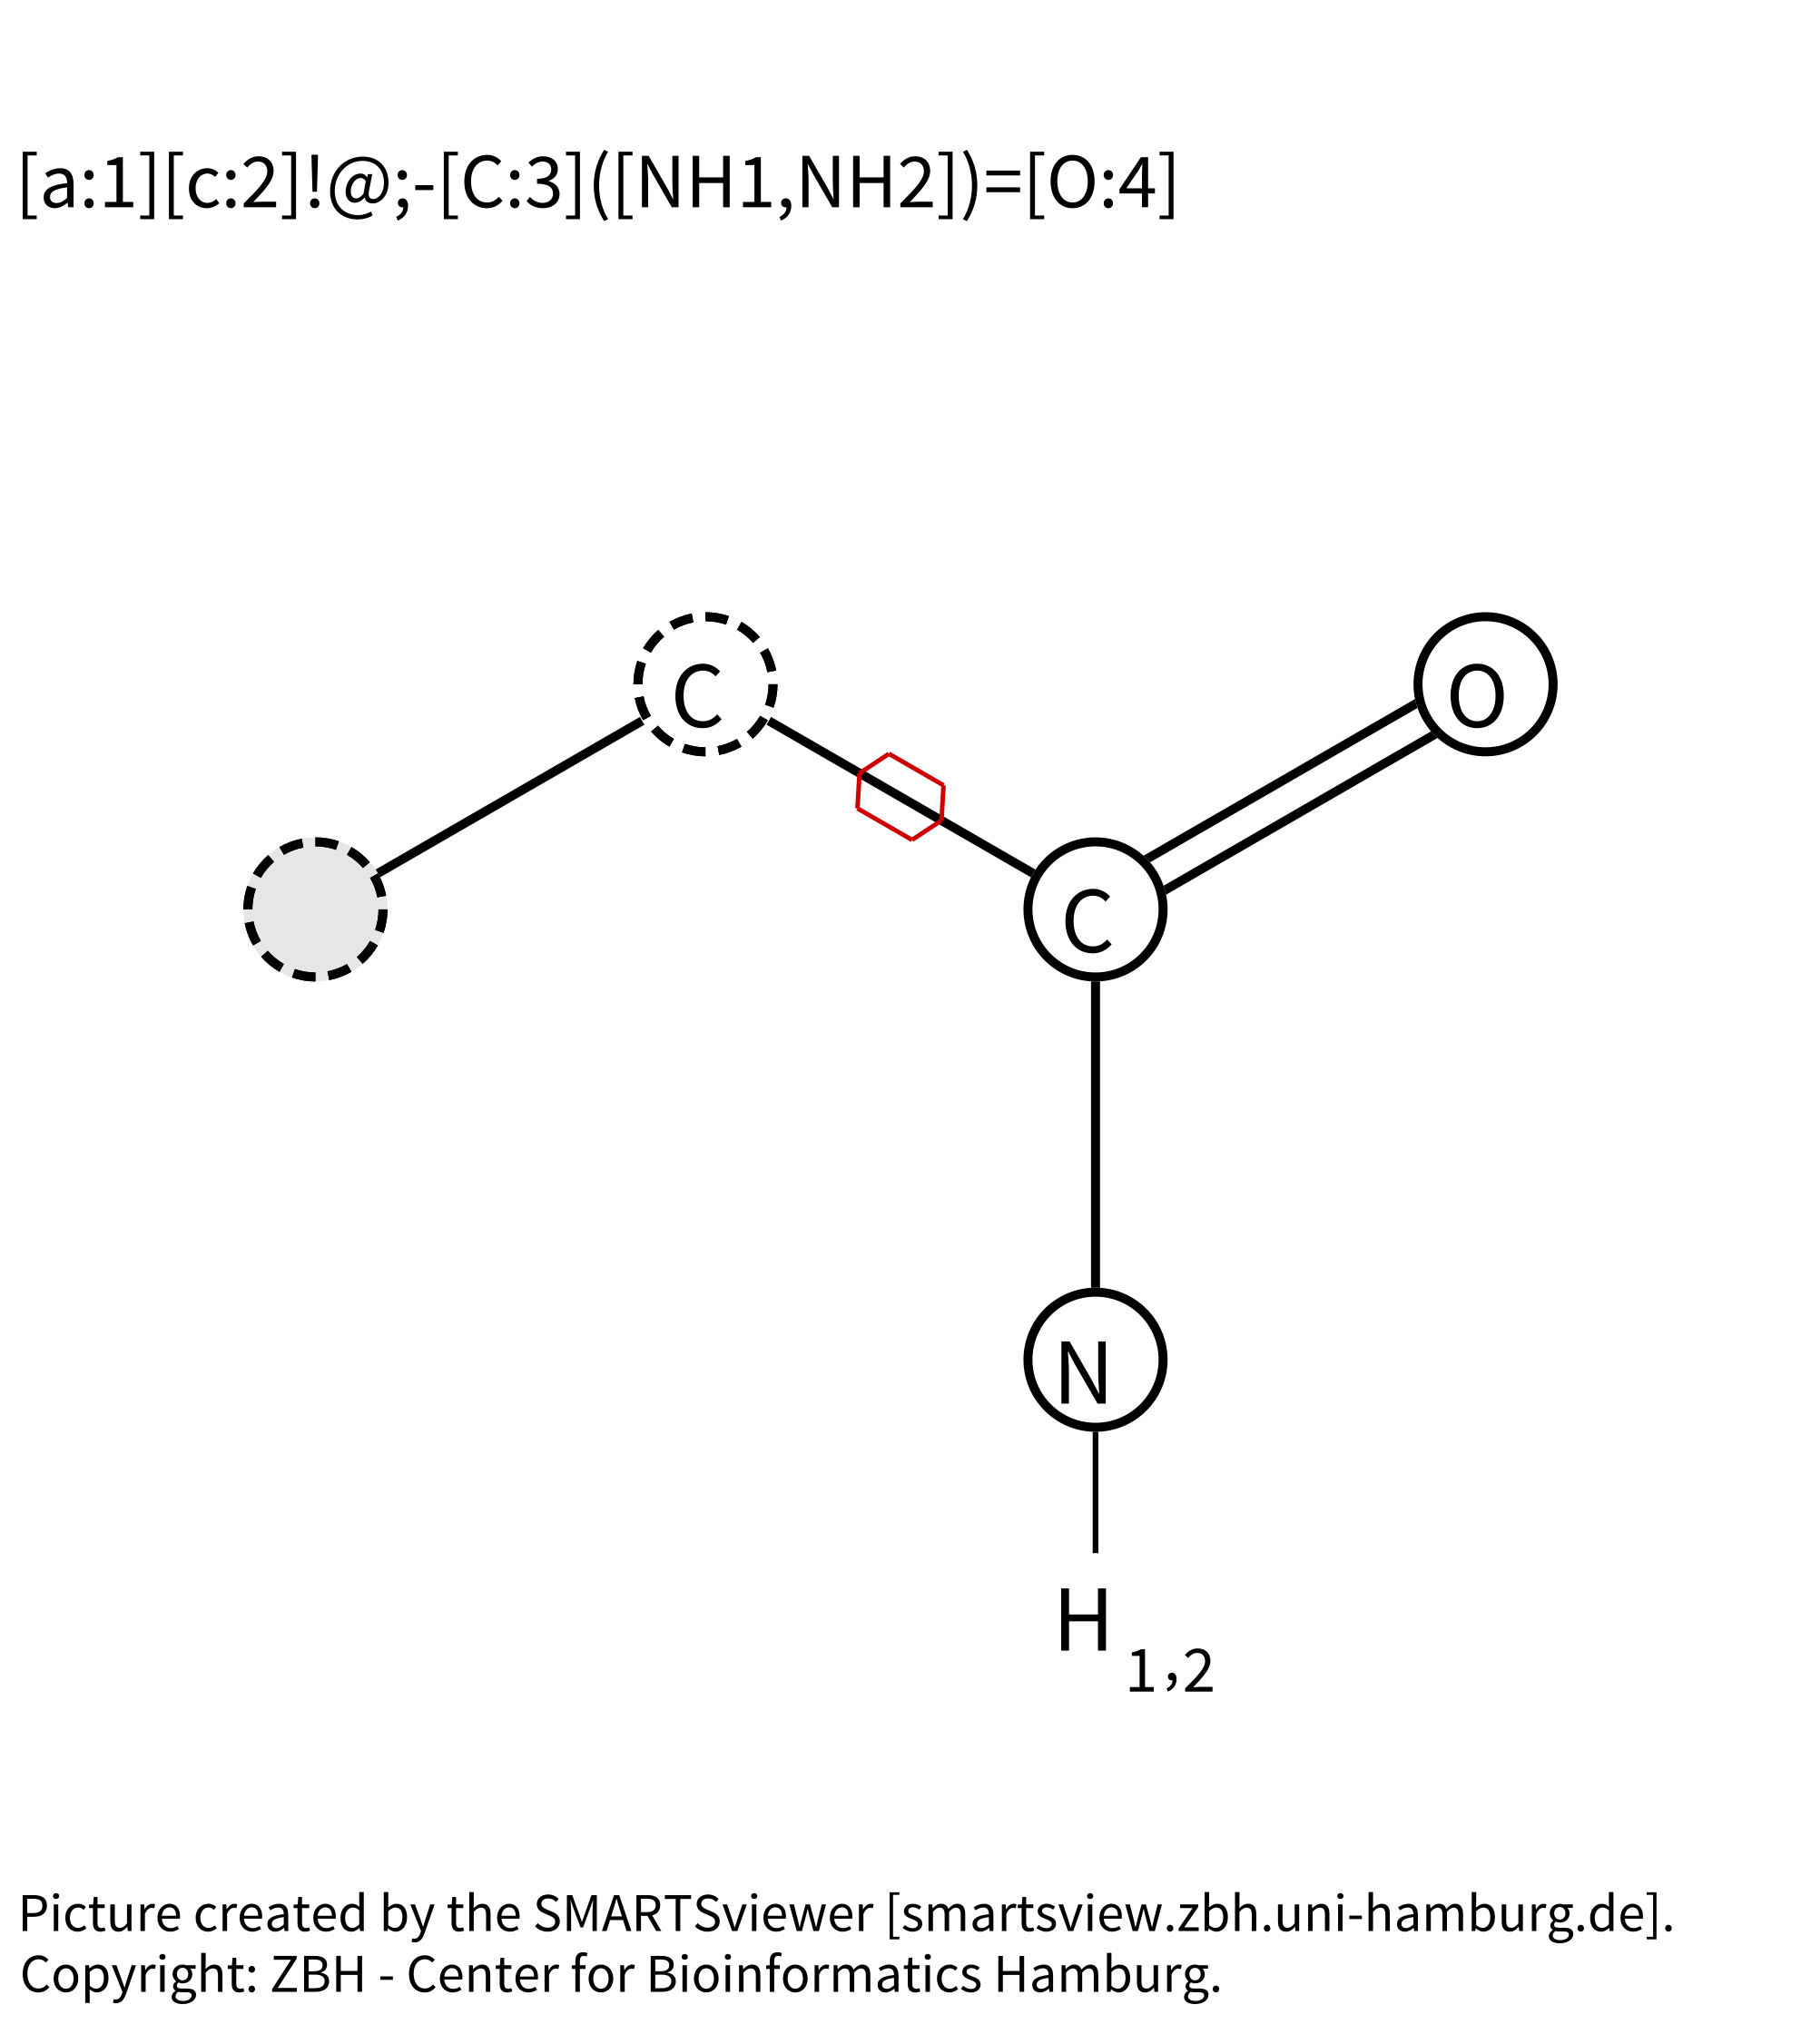 [a:1][c:2]!@;-[C:3]([NH1,NH2])=[O:4]
C
O
C
N
H 1,2
Picture created by the SMARTSviewer [smartsview.zbh.uni-hamburg.de].
Copyright: ZBH - Center for Bioinformatics Hamburg.